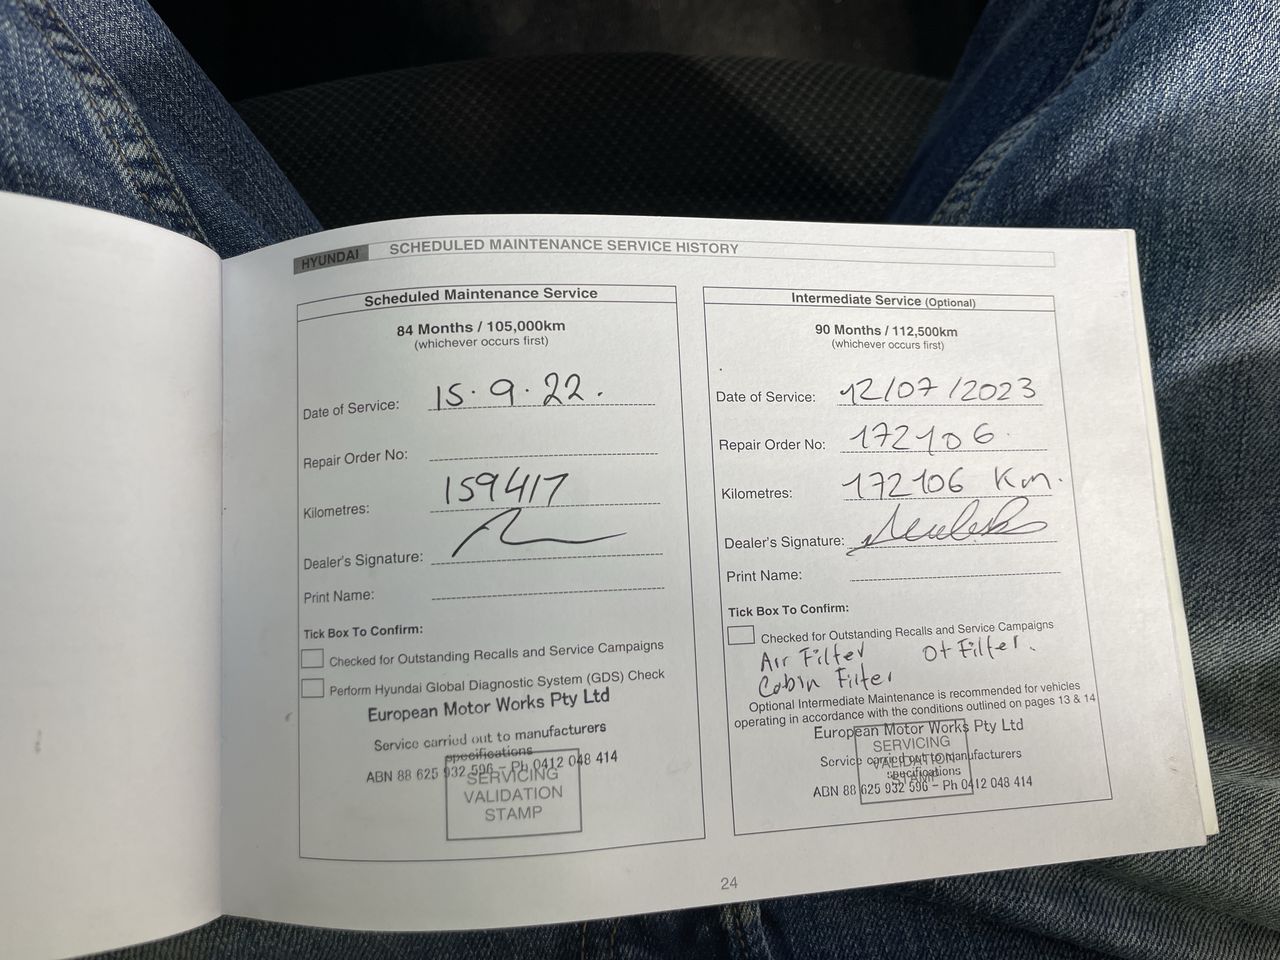 HYUNDAI SCHEDULED MAINTENANCE SERVICE HISTORY
Scheduled Maintenance Service
84 Months / 105,000km
(whichever occurs first)
Date of Service: 15.9.22.
Repair Order No:
Kilometres: 159417
Dealer's Signature:
Print Name:
Tick Box To Confirm:
Checked for Outstanding Recalls and Service Campaigns
Perform Hyundai Global Diagnostic System (GDS) Check
European Motor Works Pty Ltd
Service carried out to manufacturers
specifications
ABN 88 625 932 596 – Ph 0412 048 414
SERVICING
VALIDATION
STAMP
Intermediate Service (Optional)
90 Months / 112,500km
(whichever occurs first)
Date of Service: 12/07/2023
Repair Order No: 172106.
Kilometres: 172106 Km.
Dealer's Signature:
Print Name:
Tick Box To Confirm:
Checked for Outstanding Recalls and Service Campaigns
Air Filter Filter.
Cabin Filter
Optional Intermediate Maintenance is recommended for vehicles
operating in accordance with the conditions outlined on pages 13 & 14
European Motor Works Pty Ltd
SERVICING
Service carried out to manufacturers
VALIDATION
specifications
STAMP
ABN 88 625 932 596 – Ph 0412 048 414
24